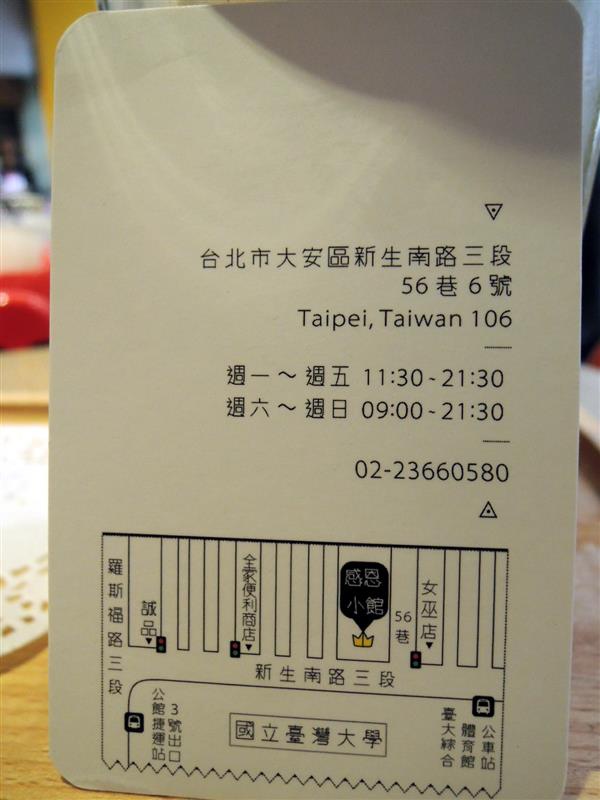 台北市大安區新生南路三段
56 巷 6 號
Taipei, Taiwan 106
週一～週五 11:30~21:30
週六～週日 09:00~21:30
02-23660580
羅斯福路三段
誠品
全家便利商店
感恩
小館
56巷
女巫店
新生南路三段
3號出口
公館捷運站
國立臺灣大學
公車站
體育館
臺大綜合